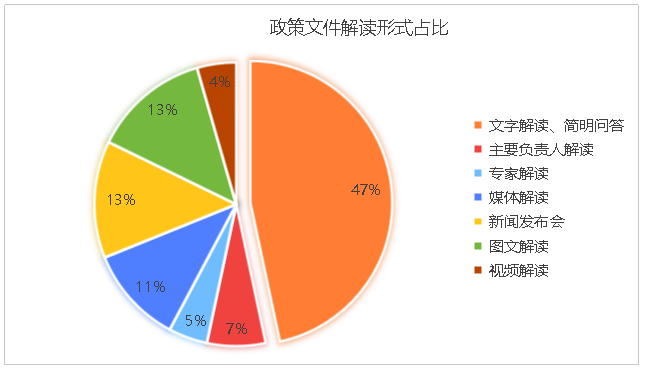 政策文件解读形式占比
4%
13%
13%
47%
11%
5%
7%
文字解读、简明问答
主要负责人解读
专家解读
媒体解读
新闻发布会
图文解读
视频解读